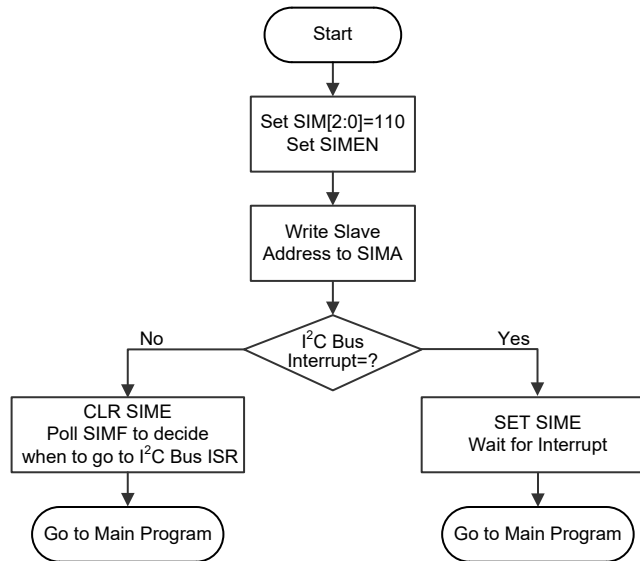 Start
Set SIM[2:0]=110
Set SIMEN
Write Slave
Address to SIMA
I²C Bus
Interrupt=?
No
Yes
CLR SIME
Poll SIMF to decide
when to go to I²C Bus ISR
SET SIME
Wait for Interrupt
Go to Main Program
Go to Main Program